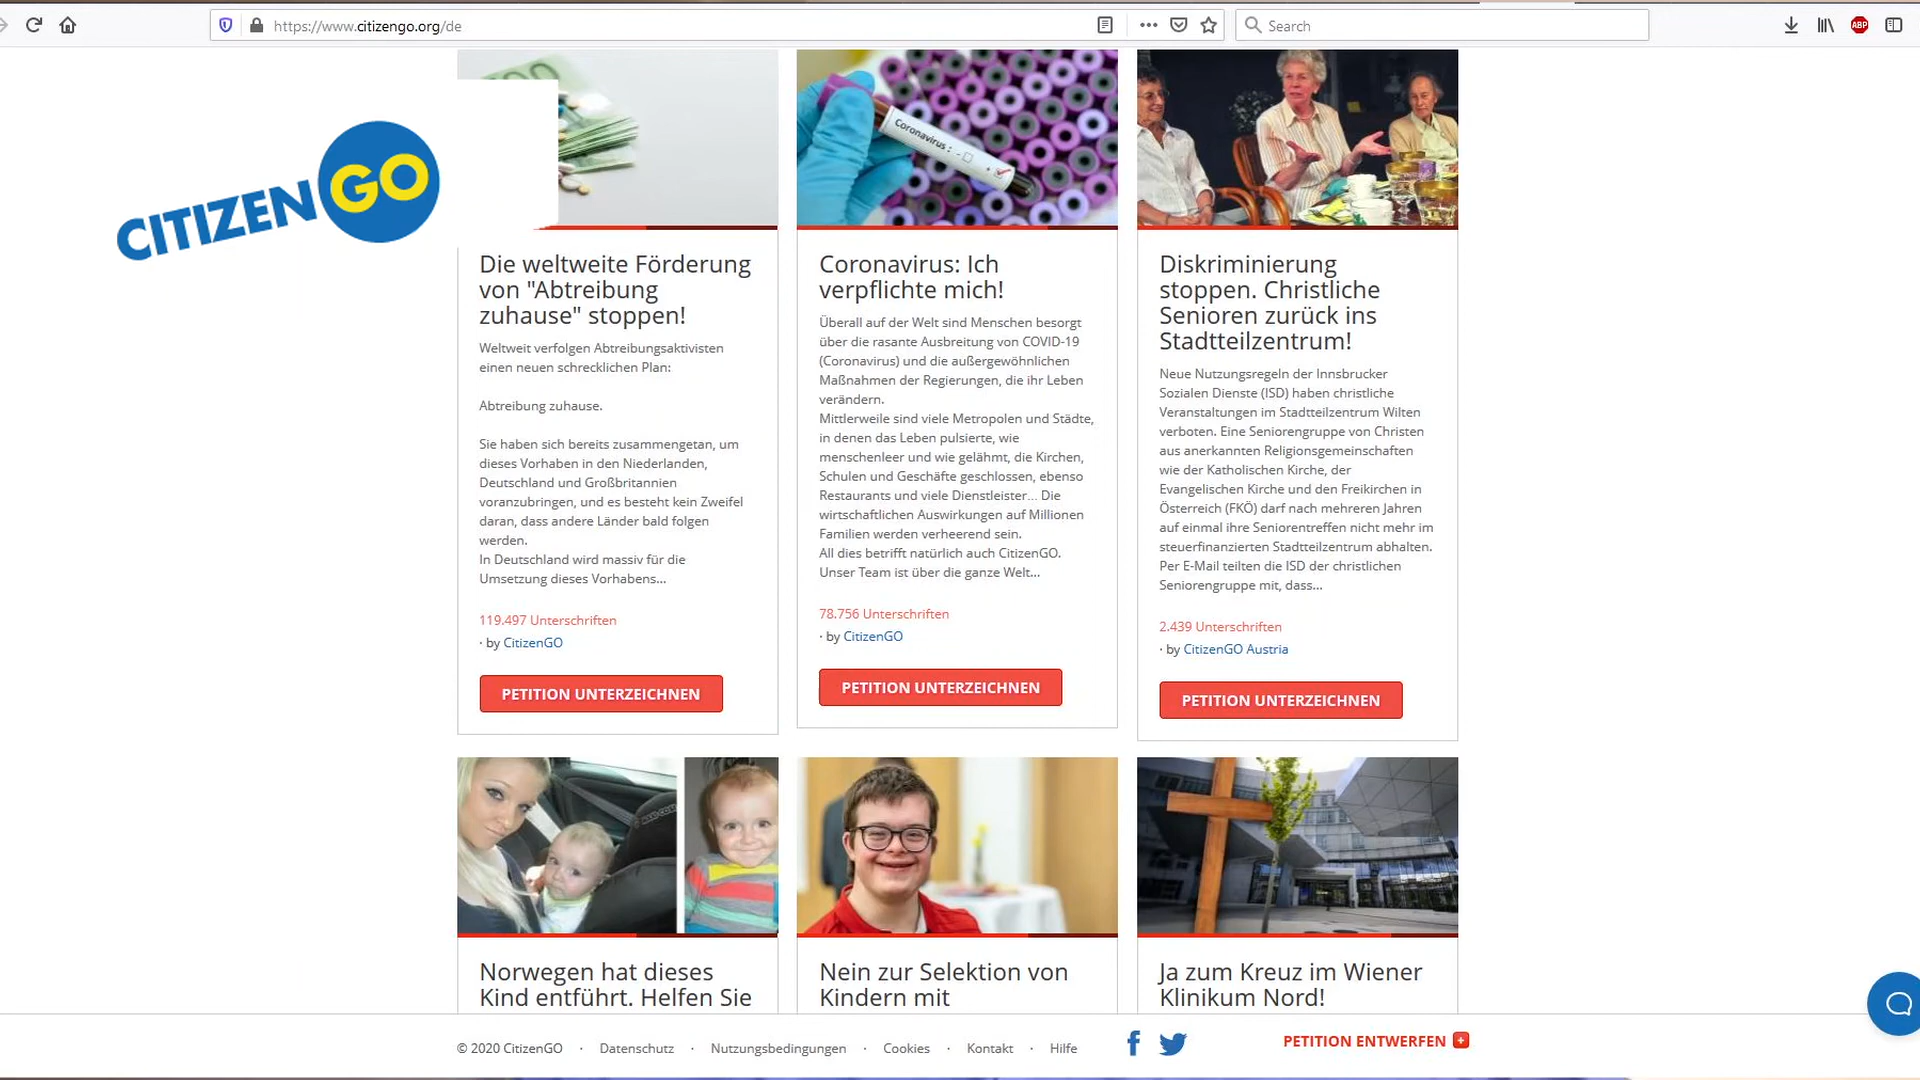 https://www.citizengo.org/de
Search
ABP
CITIZENGO
Coronavirus :
Die weltweite Förderung
von "Abtreibung
zuhause" stoppen!
Weltweit verfolgen Abtreibungsaktivisten
einen neuen schrecklichen Plan:
Abtreibung zuhause.
Sie haben sich bereits zusammengetan, um
dieses Vorhaben in den Niederlanden,
Deutschland und Großbritannien
voranzubringen, und es besteht kein Zweifel
daran, dass andere Länder bald folgen
werden.
In Deutschland wird massiv für die
Umsetzung dieses Vorhabens...
119.497 Unterschriften
· by CitizenGO
PETITION UNTERZEICHNEN
Coronavirus: Ich
verpflichte mich!
Überall auf der Welt sind Menschen besorgt
über die rasante Ausbreitung von COVID-19
(Coronavirus) und die außergewöhnlichen
Maßnahmen der Regierungen, die ihr Leben
verändern.
Mittlerweile sind viele Metropolen und Städte,
in denen das Leben pulsierte, wie
menschenleer und wie gelähmt, die Kirchen,
Schulen und Geschäfte geschlossen, ebenso
Restaurants und viele Dienstleister... Die
wirtschaftlichen Auswirkungen auf Millionen
Familien werden verheerend sein.
All dies betrifft natürlich auch CitizenGO.
Unser Team ist über die ganze Welt...
78.756 Unterschriften
· by CitizenGO
PETITION UNTERZEICHNEN
Diskriminierung
stoppen. Christliche
Senioren zurück ins
Stadtteilzentrum!
Neue Nutzungsregeln der Innsbrucker
Sozialen Dienste (ISD) haben christliche
Veranstaltungen im Stadtteilzentrum Wilten
verboten. Eine Seniorengruppe von Christen
aus anerkannten Religionsgemeinschaften
wie der Katholischen Kirche, der
Evangelischen Kirche und den Freikirchen in
Österreich (FKÖ) darf nach mehreren Jahren
auf einmal ihre Seniorentreffen nicht mehr im
steuerfinanzierten Stadtteilzentrum abhalten.
Per E-Mail teilten die ISD der christlichen
Seniorengruppe mit, dass...
2.439 Unterschriften
· by CitizenGO Austria
PETITION UNTERZEICHNEN
Norwegen hat dieses
Kind entführt. Helfen Sie
Nein zur Selektion von
Kindern mit
Ja zum Kreuz im Wiener
Klinikum Nord!
© 2020 CitizenGO · Datenschutz · Nutzungsbedingungen · Cookies · Kontakt · Hilfe
PETITION ENTWERFEN